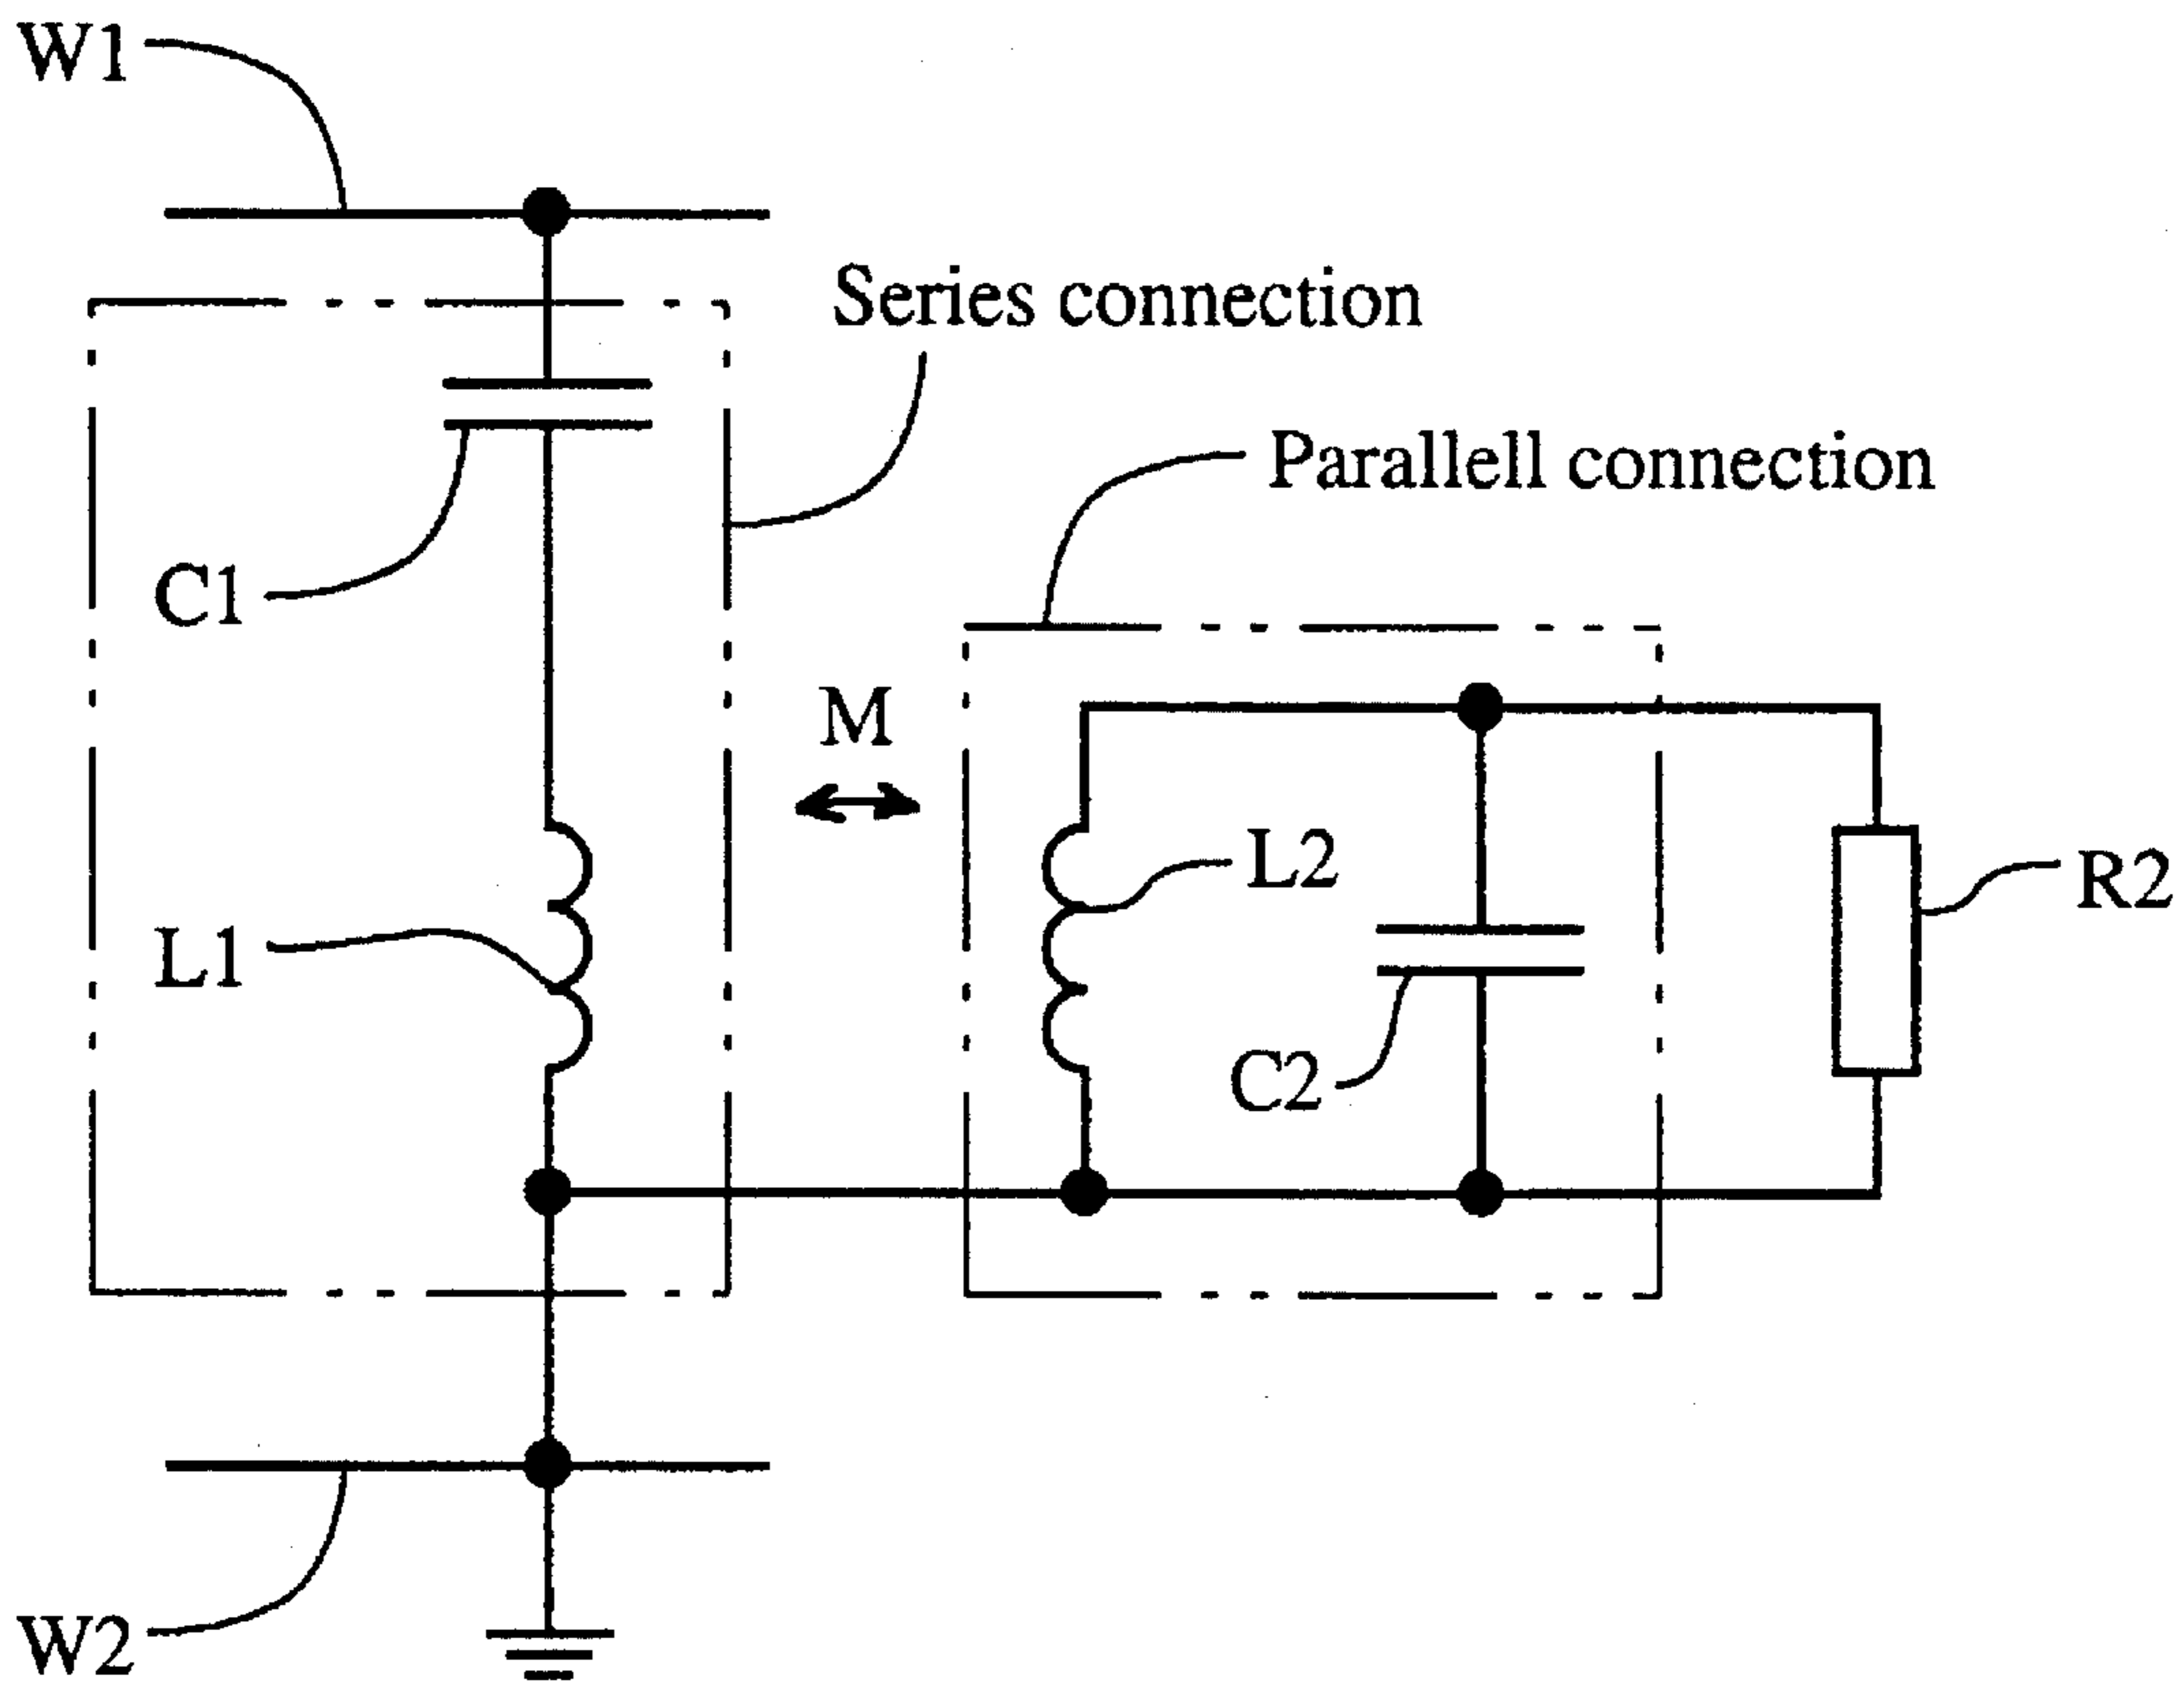 W1
Series connection
Parallell connection
C1
M
L2
R2
L1
C2
W2